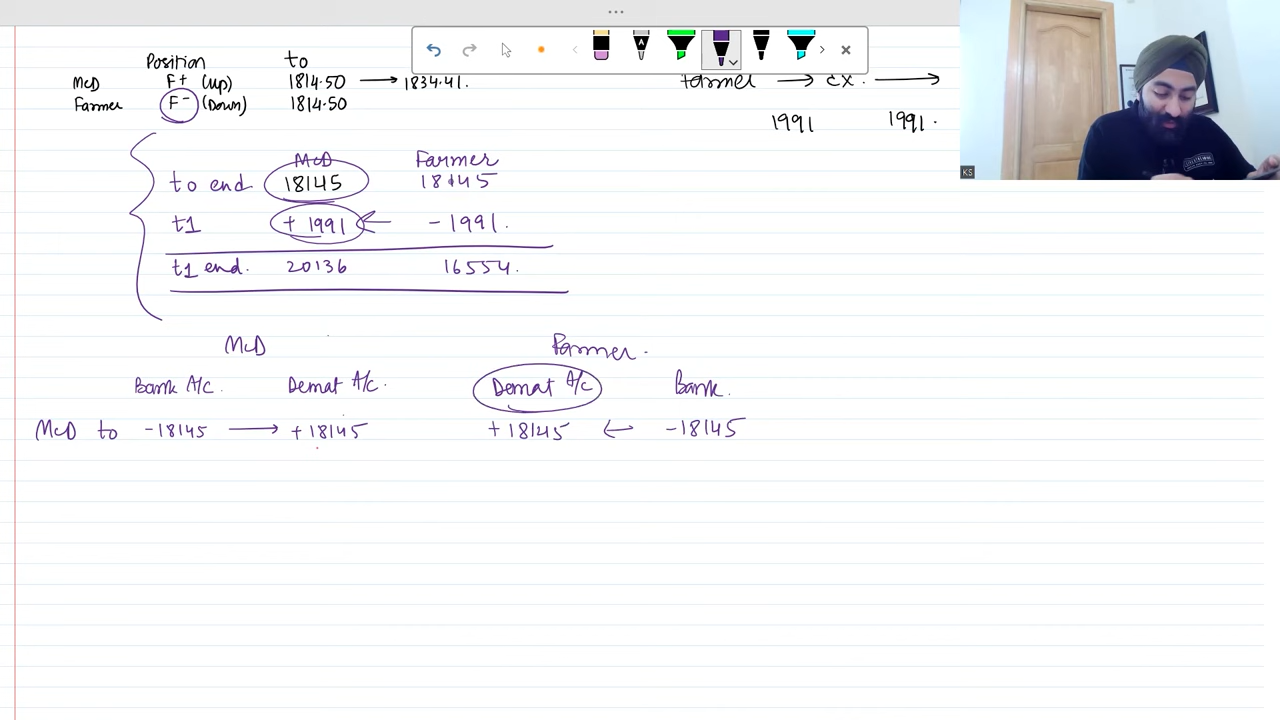 Position to
McD F+ (Up) 1814.50 → 1834.41.
Farmer F- (Down) 1814.50
Farmer → ex. →
1991 1991.
McD Farmer
to end 18145 18145
t1 + 1991 ← - 1991.
t1 end. 20136 16554.
McD Farmer.
Bank A/c. Demat A/c. Demat A/c Bank.
McD to -18145 → +18145 +18145 ← -18145
KS